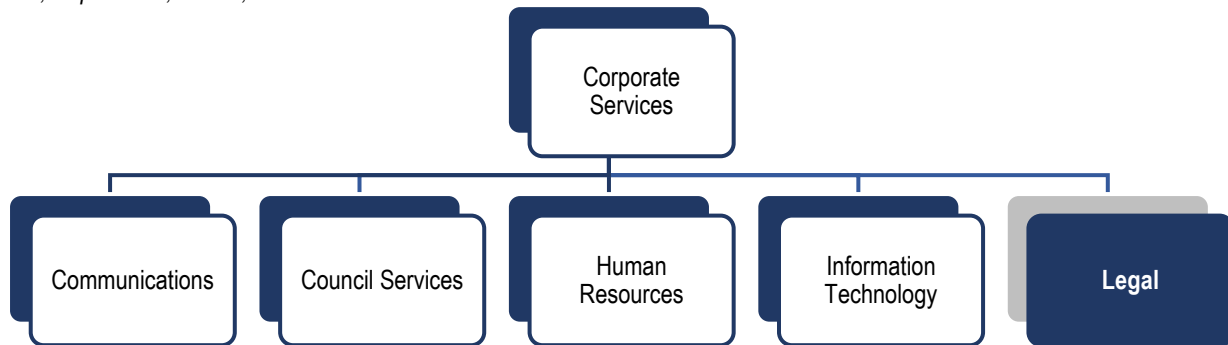 Corporate
Services
Communications
Council Services
Human
Resources
Information
Technology
Legal